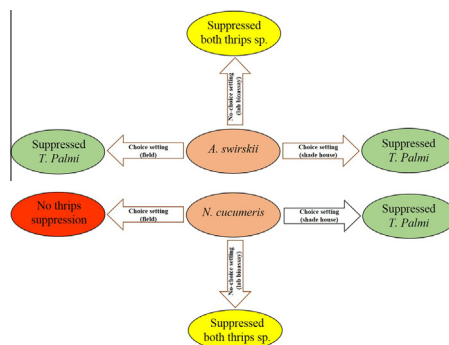 Suppressed
both thrips sp.
No-choice setting
(lab bioassay)
Suppressed
T. Palmi
Choice setting
(field)
A. swirskii
Choice setting
(shade house)
Suppressed
T. Palmi
No thrips
suppression
Choice setting
(field)
N. cucumeris
Choice setting
(shade house)
Suppressed
T. Palmi
No-choice setting
(lab bioassay)
Suppressed
both thrips sp.